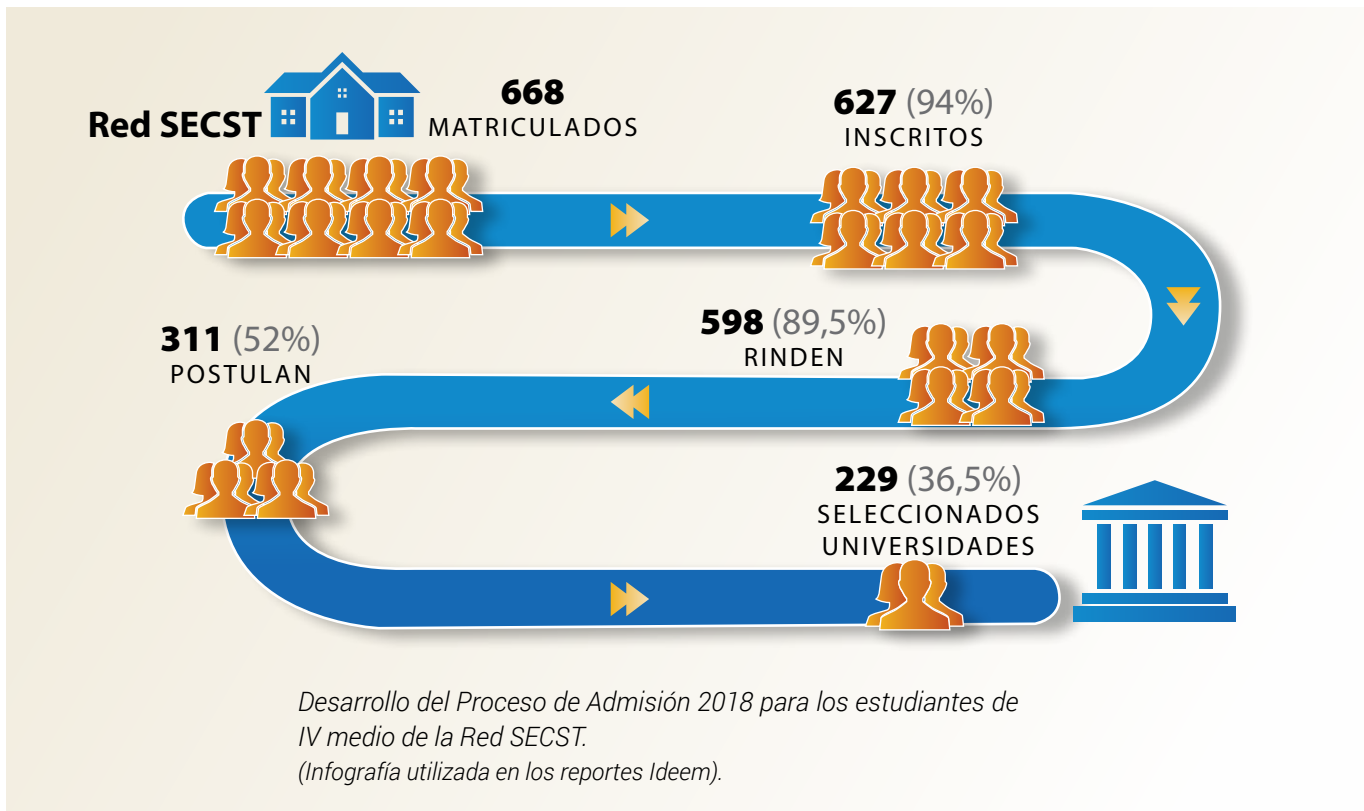 Red SECST
668
MATRICULADOS
627 (94%)
INSCRITOS
598 (89,5%)
RINDEN
311 (52%)
POSTULAN
229 (36,5%)
SELECCIONADOS
UNIVERSIDADES
Desarrollo del Proceso de Admisión 2018 para los estudiantes de
IV medio de la Red SECST.
(Infografía utilizada en los reportes Ideem).